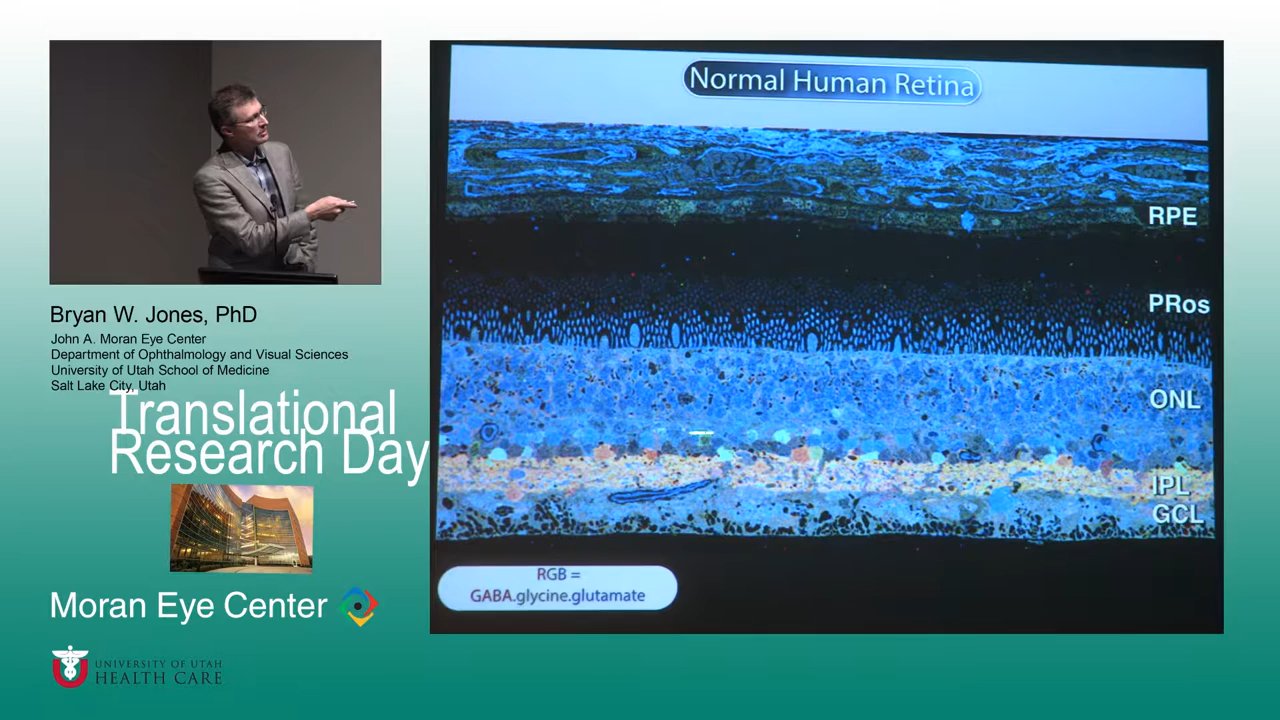 Bryan W. Jones, PhD
John A. Moran Eye Center
Department of Ophthalmology and Visual Sciences
University of Utah School of Medicine
Salt Lake City, Utah
Translational
Research Day
Moran Eye Center
UNIVERSITY OF UTAH
HEALTH CARE
Normal Human Retina
RPE
PRos
ONL
IPL
GCL
RGB =
GABA.glycine.glutamate